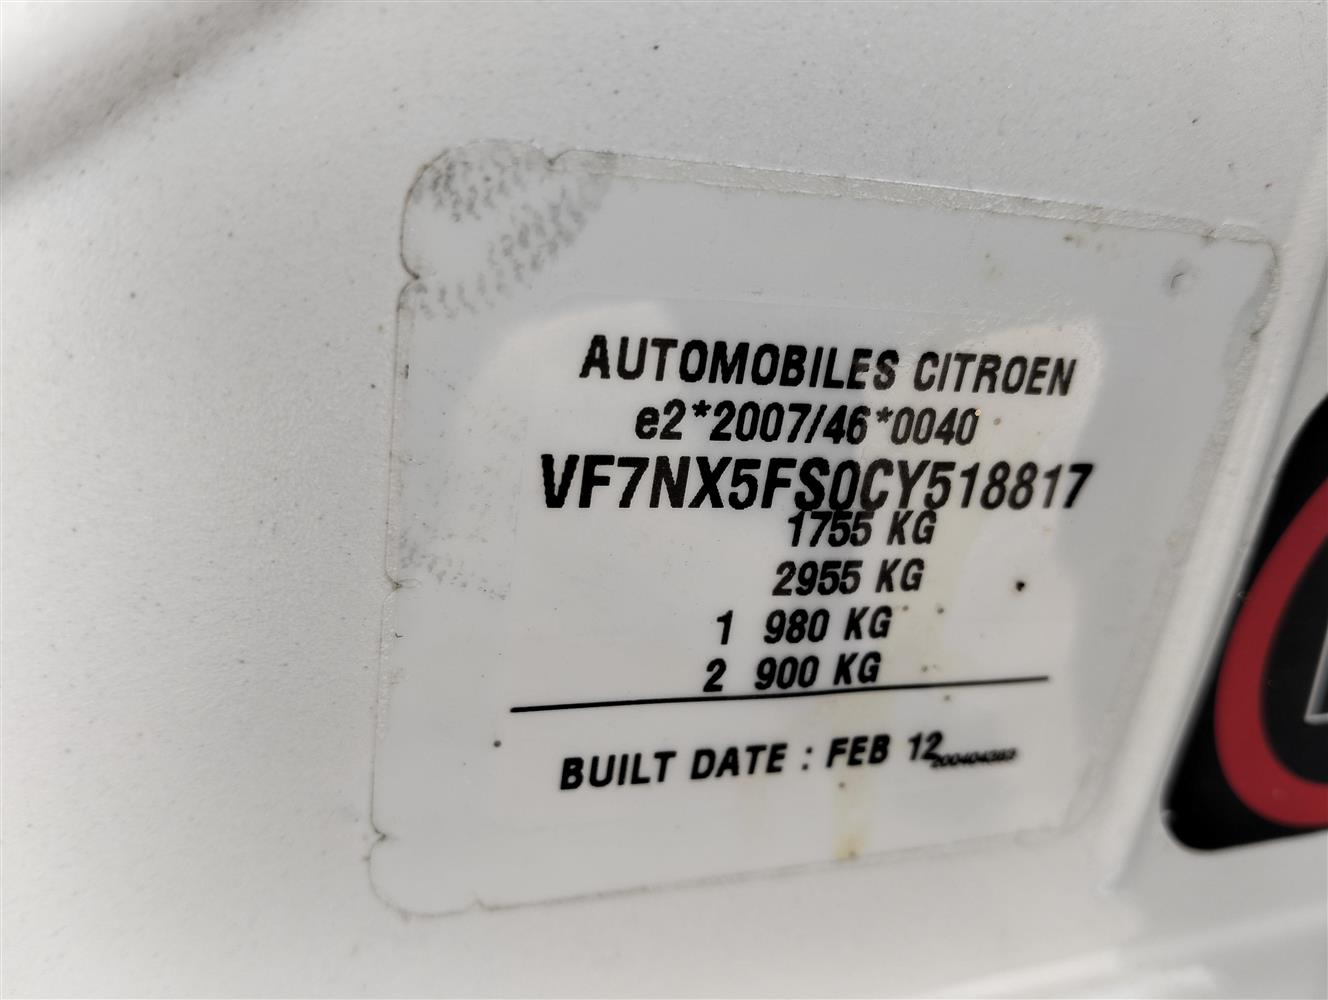 AUTOMOBILES CITROEN
e2*2007/46*0040
VF7NX5FS0CY518817
1755 KG
2955 KG
1 980 KG
2 900 KG
BUILT DATE : FEB 12